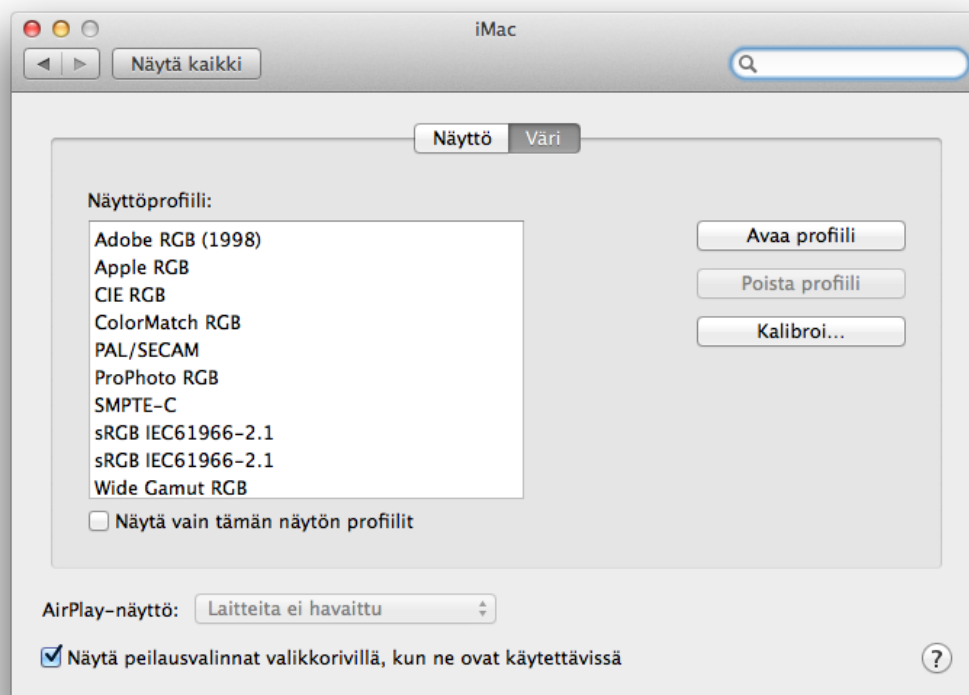 iMac
Näytä kaikki
Näyttö Väri
Näyttöprofiili:
Adobe RGB (1998)
Apple RGB
CIE RGB
ColorMatch RGB
PAL/SECAM
ProPhoto RGB
SMPTE-C
sRGB IEC61966-2.1
sRGB IEC61966-2.1
Wide Gamut RGB
Avaa profiili
Poista profiili
Kalibroi...
Näytä vain tämän näytön profiilit
AirPlay-näyttö: Laitteita ei havaittu
Näytä peilausvalinnat valikkorivillä, kun ne ovat käytettävissä
?